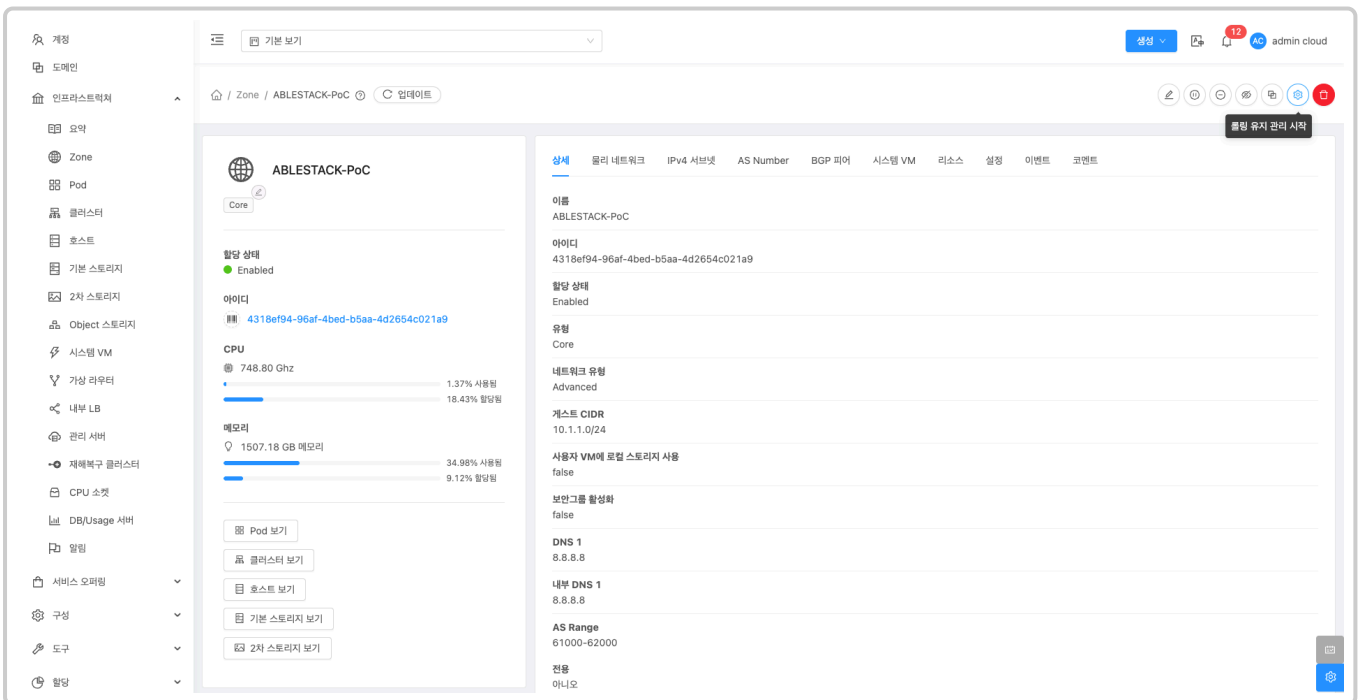 계정
도메인
인프라스트럭쳐
요약
Zone
Pod
클러스터
호스트
기본 스토리지
2차 스토리지
Object 스토리지
시스템 VM
가상 라우터
내부 LB
관리 서버
재해복구 클러스터
CPU 소켓
DB/Usage 서버
알림
서비스 오퍼링
구성
도구
할당
기본 보기
생성
12
AC admin cloud
/ Zone / ABLESTACK-PoC 업데이트
롤링 유지 관리 시작
ABLESTACK-PoC
Core
할당 상태
Enabled
아이디
4318ef94-96af-4bed-b5aa-4d2654c021a9
CPU
748.80 Ghz
1.37% 사용됨
18.43% 할당됨
메모리
1507.18 GB 메모리
34.98% 사용됨
9.12% 할당됨
Pod 보기
클러스터 보기
호스트 보기
기본 스토리지 보기
2차 스토리지 보기
상세 물리 네트워크 IPv4 서브넷 AS Number BGP 피어 시스템 VM 리소스 설정 이벤트 코멘트
이름
ABLESTACK-PoC
아이디
4318ef94-96af-4bed-b5aa-4d2654c021a9
할당 상태
Enabled
유형
Core
네트워크 유형
Advanced
게스트 CIDR
10.1.1.0/24
사용자 VM에 로컬 스토리지 사용
false
보안그룹 활성화
false
DNS 1
8.8.8.8
내부 DNS 1
8.8.8.8
AS Range
61000-62000
전용
아니오